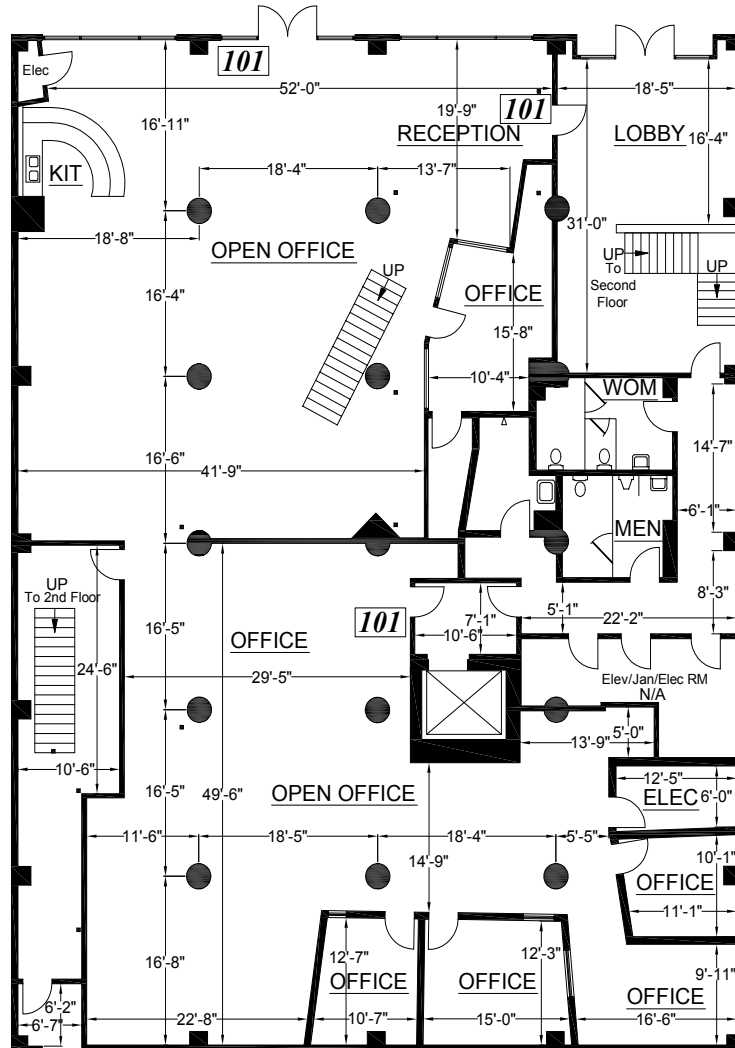 101
Elec
52'-0"
18'-5"
19'-9"
101
16'-11"
RECEPTION
LOBBY
16'-4"
KIT
18'-4"
13'-7"
18'-8"
31'-0"
OPEN OFFICE
UP
To
Second
Floor
UP
UP
16'-4"
OFFICE
15'-8"
10'-4"
WOM
14'-7"
16'-6"
41'-9"
6'-1"
MEN
UP
To 2nd Floor
8'-3"
5'-1"
22'-2"
7'-1"
10'-6"
101
16'-5"
OFFICE
24'-6"
29'-5"
Elev/Jan/Elec RM
N/A
5'-0"
13'-9"
10'-6"
12'-5"
6'-0"
ELEC
16'-5"
49'-6"
OPEN OFFICE
11'-6"
18'-5"
18'-4"
5'-5"
14'-9"
10'-1"
OFFICE
11'-1"
12'-7"
12'-3"
16'-8"
OFFICE
OFFICE
9'-11"
OFFICE
6'-2"
6'-7"
22'-8"
10'-7"
15'-0"
16'-6"